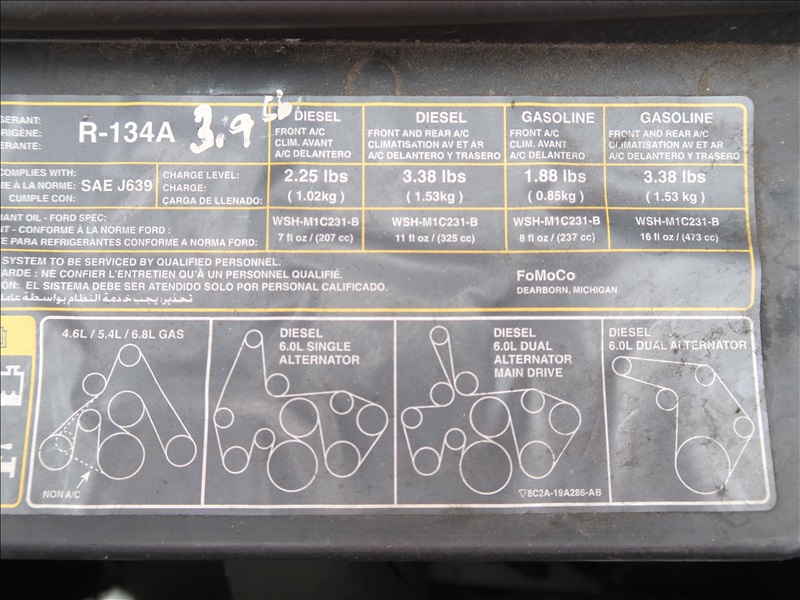 R-134A 3.9 lb
DIESEL
FRONT A/C
CLIM. AVANT
A/C DELANTERO
DIESEL
FRONT AND REAR A/C
CLIMATISATION AV ET AR
A/C DELANTERO Y TRASERO
GASOLINE
FRONT A/C
CLIM. AVANT
A/C DELANTERO
GASOLINE
FRONT AND REAR A/C
CLIMATISATION AV ET AR
A/C DELANTERO Y TRASERO
COMPLIES WITH:
À LA NORME: SAE J639
CUMPLE CON:
CHARGE LEVEL:
CHARGE:
CARGA DE LLENADO:
2.25 lbs
(1.02kg)
3.38 lbs
(1.53kg)
1.88 lbs
(0.85kg)
3.38 lbs
(1.53 kg)
OIL - FORD SPEC:
- CONFORME À LA NORME FORD :
PARA REFRIGERANTES CONFORME A NORMA FORD:
WSH-M1C231-B
7 fl oz / (207 cc)
WSH-M1C231-B
11 fl oz / (325 cc)
WSH-M1C231-B
8 fl oz / (237 cc)
WSH-M1C231-B
16 fl oz / (473 cc)
SYSTEM TO BE SERVICED BY QUALIFIED PERSONNEL.
ARDE : NE CONFIER L'ENTRETIEN QU'À UN PERSONNEL QUALIFIÉ.
EL SISTEMA DEBE SER ATENDIDO SOLO POR PERSONAL CALIFICADO.
تحذير: يجب خدمة النظام بواسطة
FoMoCo
DEARBORN, MICHIGAN
4.6L / 5.4L / 6.8L GAS
NON A/C
DIESEL
6.0L SINGLE
ALTERNATOR
DIESEL
6.0L DUAL
ALTERNATOR
MAIN DRIVE
▽8C2A-19A286-AB
DIESEL
6.0L DUAL ALTERNATOR